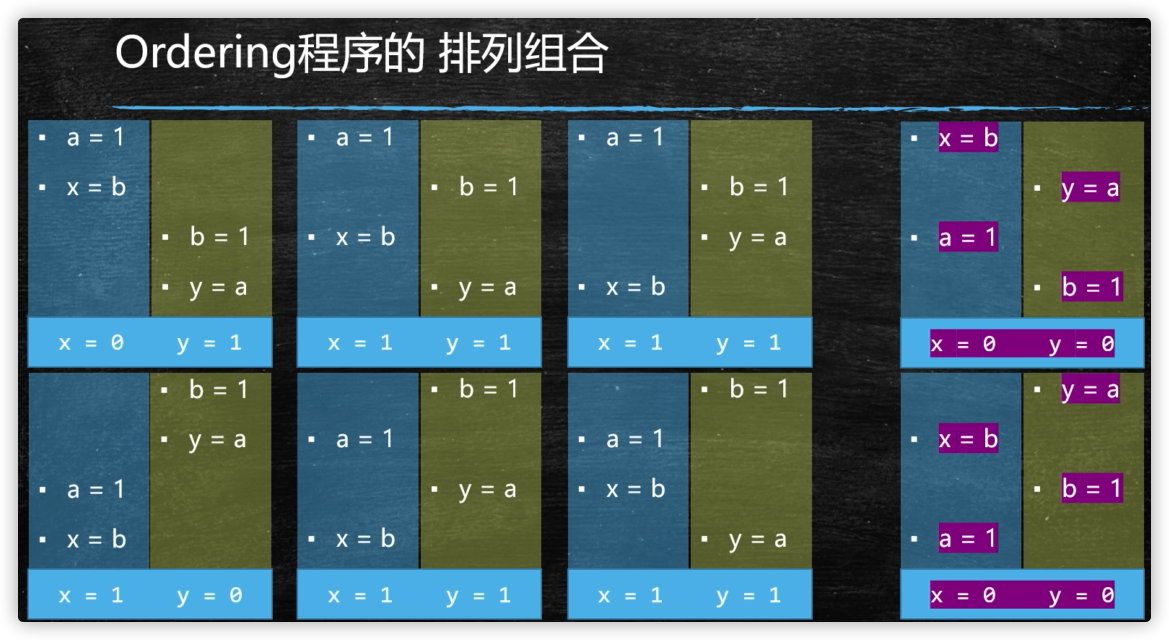 Ordering程序的 排列组合
▪ a = 1
▪ x = b
▪ b = 1
▪ y = a
x = 0 y = 1
▪ a = 1
▪ b = 1
▪ x = b
▪ y = a
x = 1 y = 1
▪ a = 1
▪ b = 1
▪ y = a
▪ x = b
x = 1 y = 1
▪ x = b
▪ y = a
▪ a = 1
▪ b = 1
x = 0 y = 0
▪ b = 1
▪ y = a
▪ a = 1
▪ x = b
x = 1 y = 0
▪ b = 1
▪ a = 1
▪ y = a
▪ x = b
x = 1 y = 1
▪ b = 1
▪ a = 1
▪ x = b
▪ y = a
x = 1 y = 1
▪ y = a
▪ x = b
▪ b = 1
▪ a = 1
x = 0 y = 0